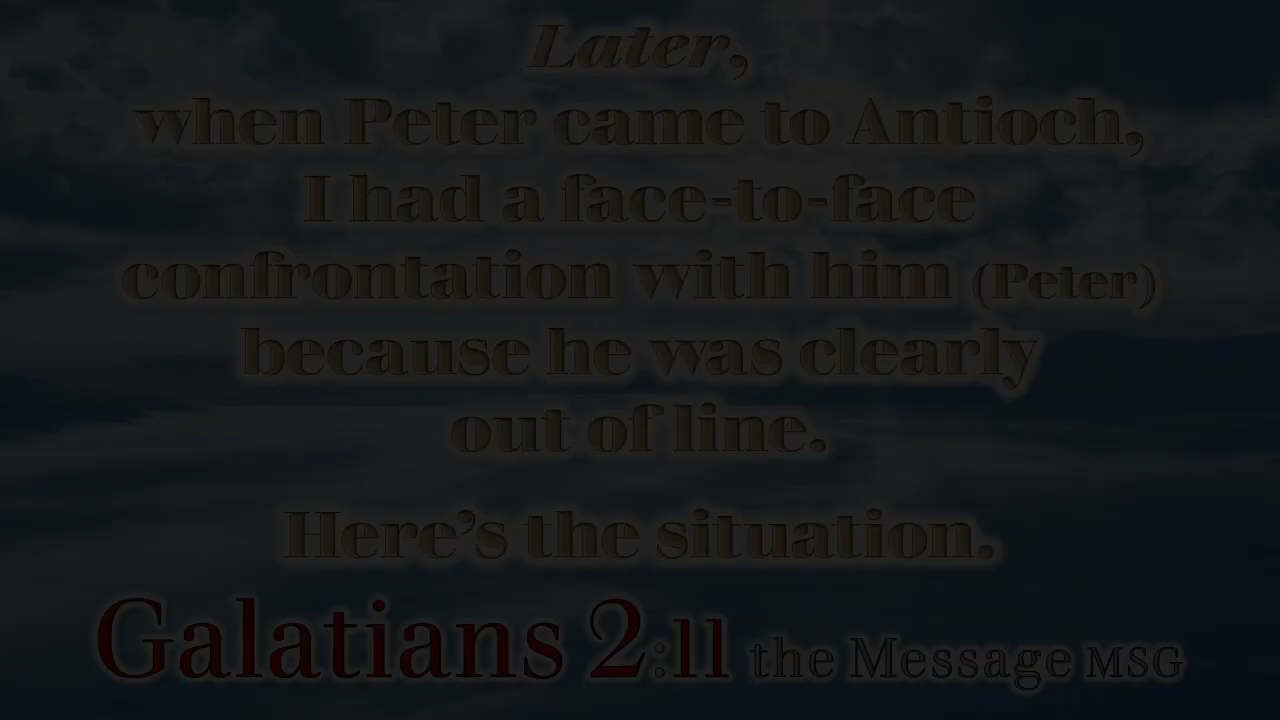 Later,
when Peter came to Antioch,
I had a face-to-face
confrontation with him (Peter)
because he was clearly
out of line.
Here’s the situation.
Galatians 2:11 the Message MSG